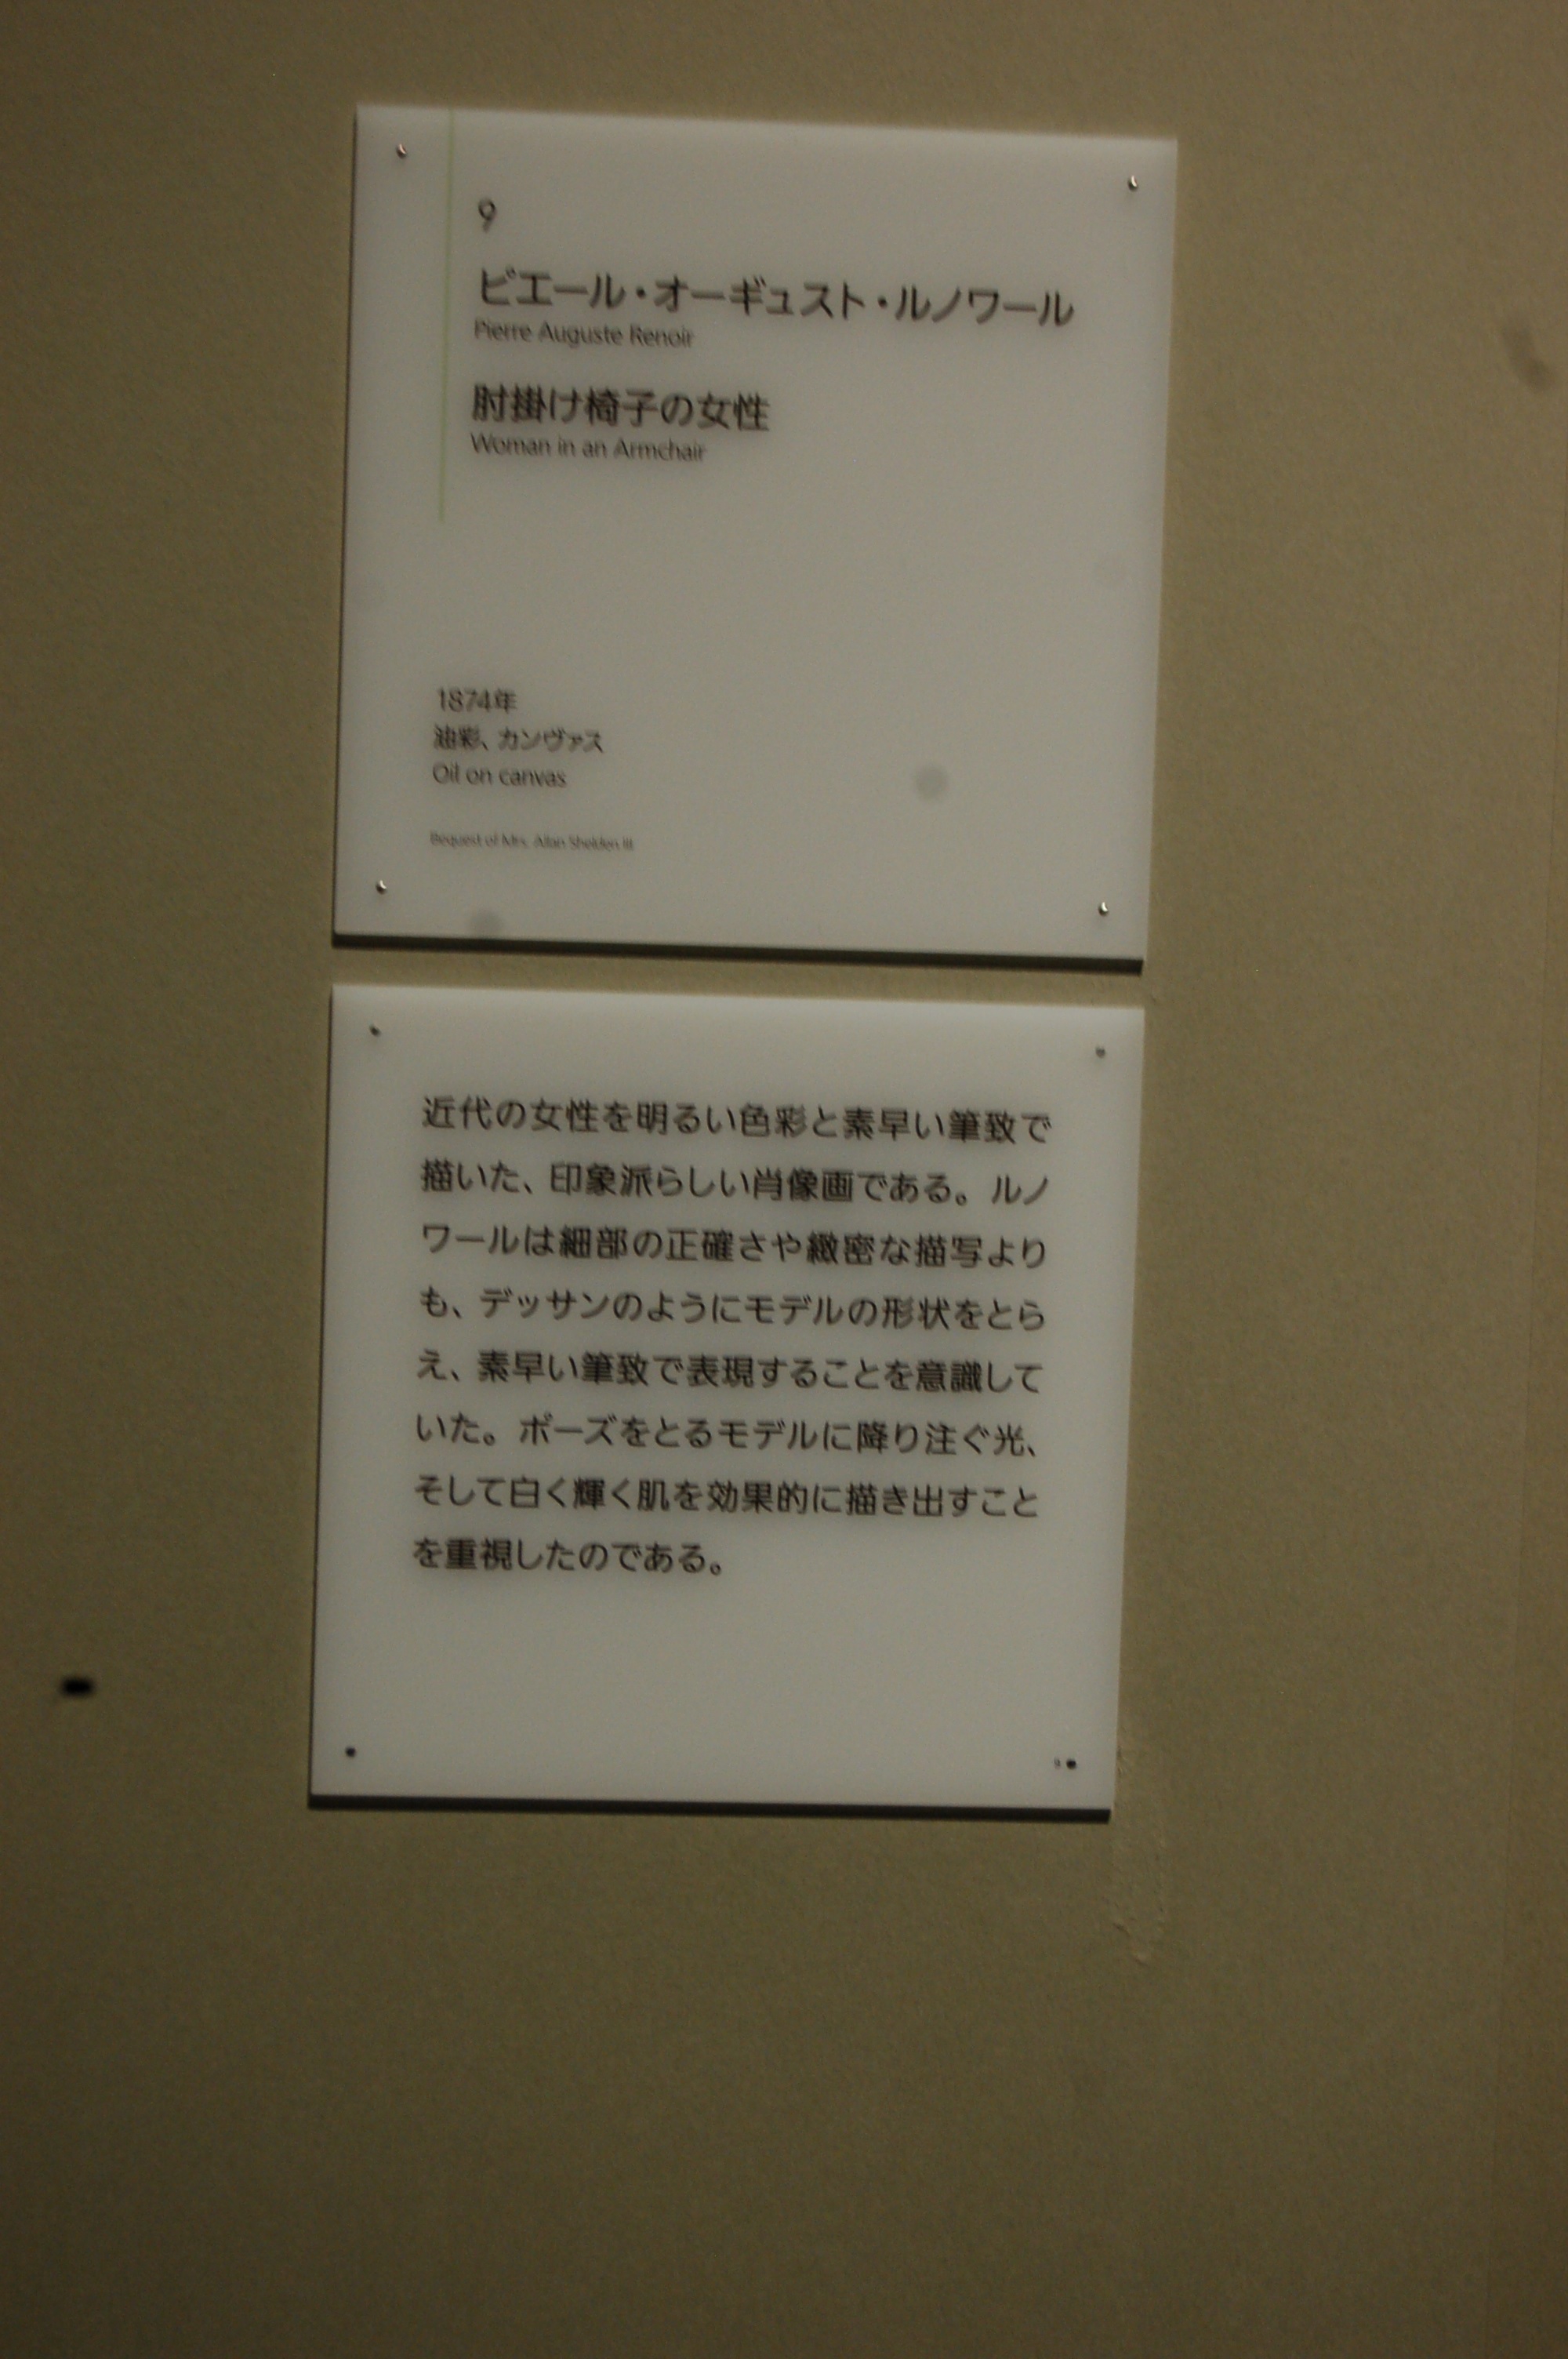 9
ピエール・オーギュスト・ルノワール
Pierre Auguste Renoir
肘掛け椅子の女性
Woman in an Armchair
1874年
油彩、カンヴァス
Oil on canvas
Bequest of Mrs. Allan Shelden III
近代の女性を明るい色彩と素早い筆致で
描いた、印象派らしい肖像画である。ルノ
ワールは細部の正確さや緻密な描写より
も、デッサンのようにモデルの形状をとら
え、素早い筆致で表現することを意識して
いた。ポーズをとるモデルに降り注ぐ光、
そして白く輝く肌を効果的に描き出すこと
を重視したのである。
9